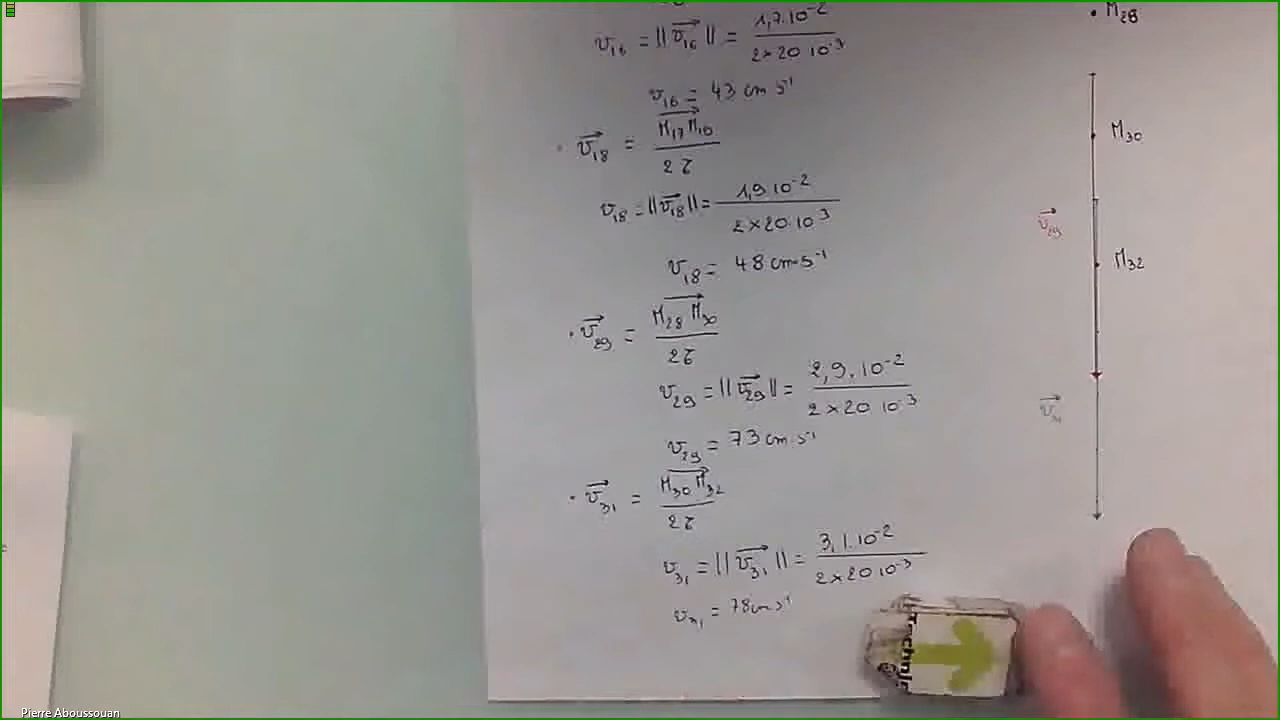 v₁₆ = ||v₁₆⃗|| = 1,7.10⁻² / 2×20 10⁻³
v₁₆ = 43 cm s⁻¹
. v₁₈⃗ = M₁₇M₁₉⃗ / 2τ
v₁₈ = ||v₁₈⃗|| = 1,9 10⁻² / 2×20.10⁻³
v₁₈ = 48 cm s⁻¹
. v₂₉⃗ = M₂₈M₃₀⃗ / 2τ
v₂₉ = ||v₂₉⃗|| = 2,9.10⁻² / 2×20 10⁻³
v₂₉ = 73 cm s⁻¹
. v₃₁⃗ = M₃₀M₃₂⃗ / 2τ
v₃₁ = ||v₃₁⃗|| = 3,1.10⁻² / 2×20 10⁻³
v₃₁ = 78 cm s⁻¹
M₂₈
M₃₀
v₂₉⃗
M₃₂
v₃₁⃗
Pierre Aboussouan